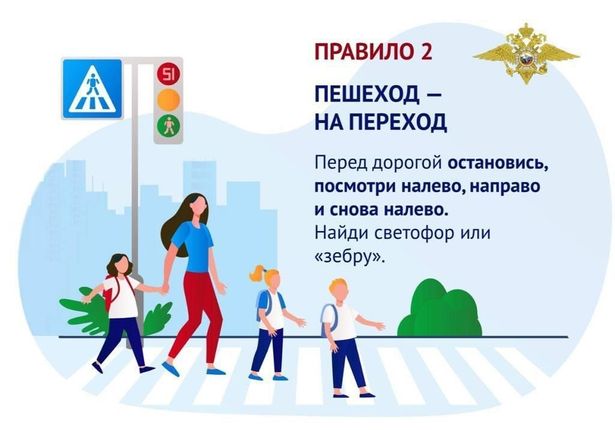 ПРАВИЛО 2
51
ПЕШЕХОД —
НА ПЕРЕХОД
Перед дорогой остановись,
посмотри налево, направо
и снова налево.
Найди светофор или
«зебру».